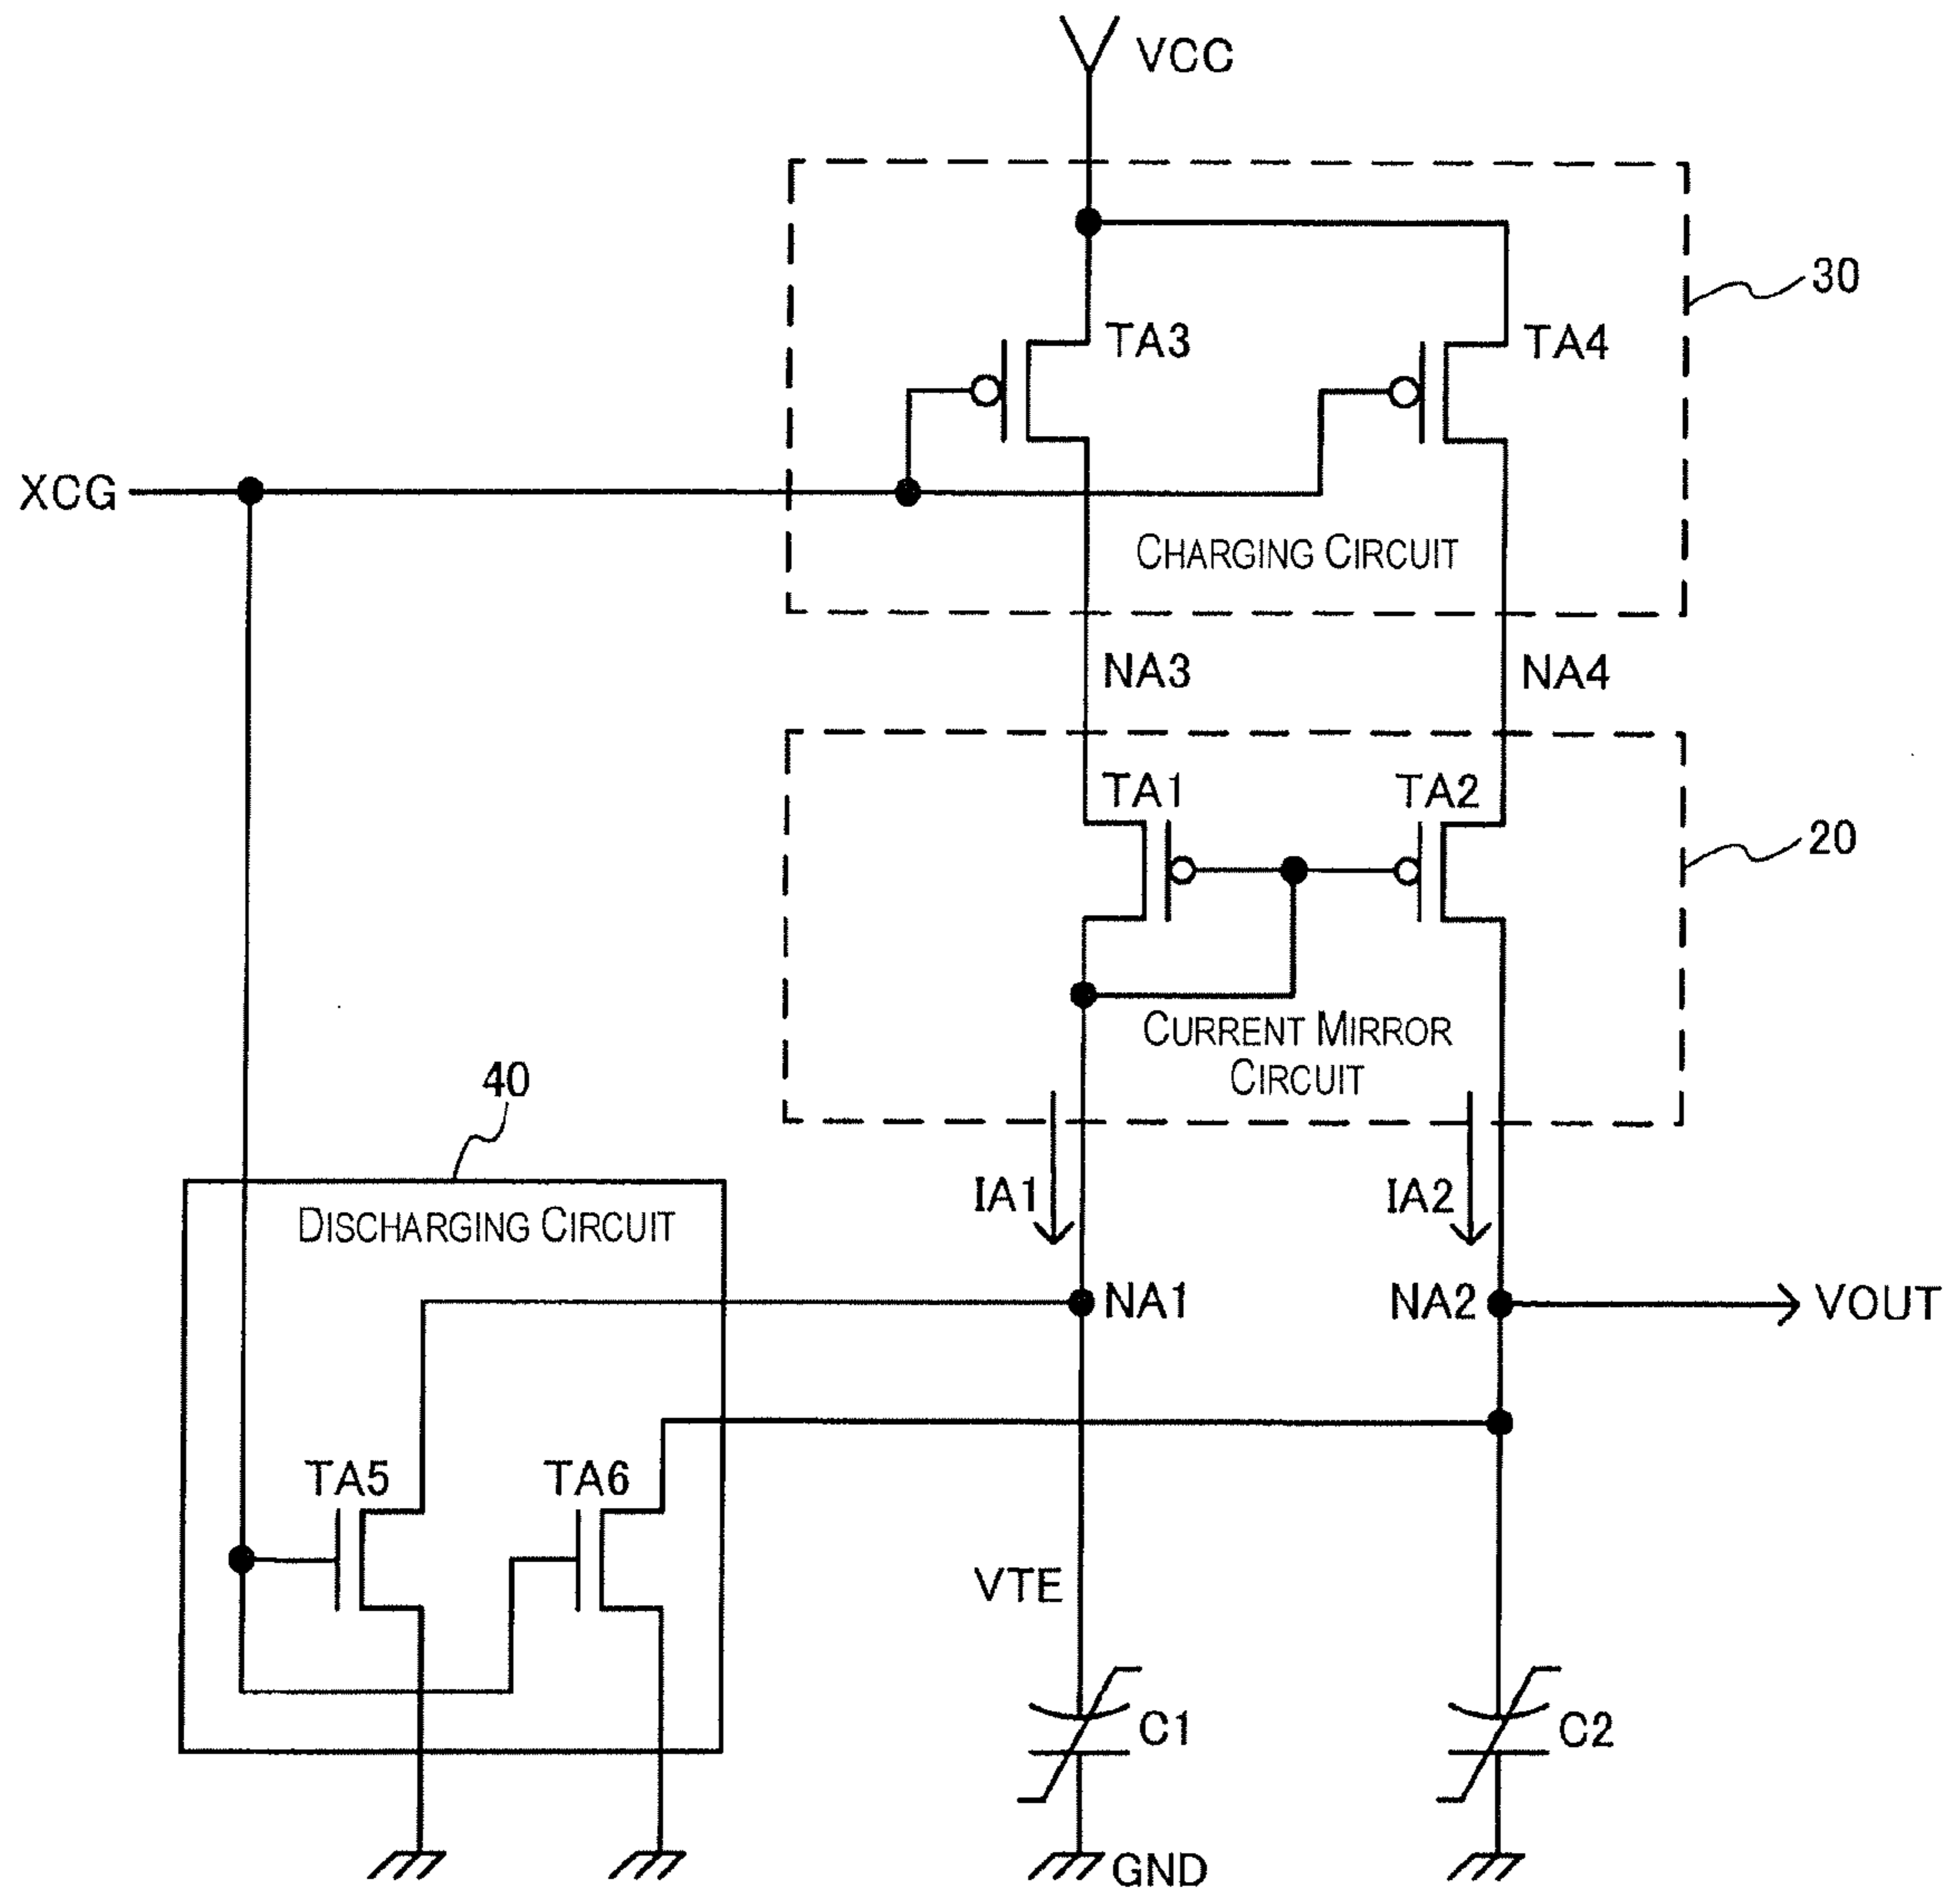 VCC
30
TA3
TA4
XCG
CHARGING CIRCUIT
NA3
NA4
TA1
TA2
20
CURRENT MIRROR
CIRCUIT
40
DISCHARGING CIRCUIT
IA1
IA2
NA1
NA2
VOUT
TA5
TA6
VTE
C1
C2
GND